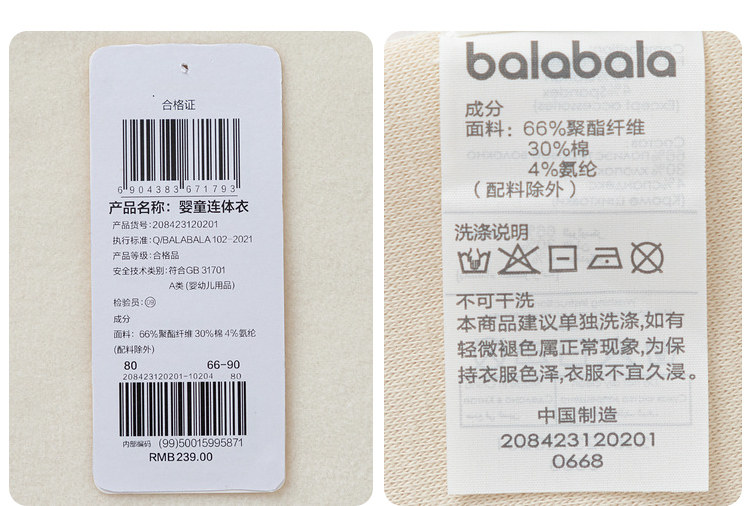 合格证
6 904383 671793
产品名称：婴童连体衣
产品货号：208423120201
执行标准：Q/BALABALA 102-2021
产品等级：合格品
安全技术类别：符合GB 31701
A类 (婴幼儿用品)
检验员：
成分
面料：66%聚酯纤维 30%棉 4%氨纶
(配料除外)
80 66-90
208423120201-10204 80
内部编码 (99)50015995871
RMB239.00
balabala
成分
面料：66%聚酯纤维
30%棉
4%氨纶
（配料除外）
洗涤说明
不可干洗
本商品建议单独洗涤,如有
轻微褪色属正常现象,为保
持衣服色泽,衣服不宜久浸。
中国制造
208423120201
0668